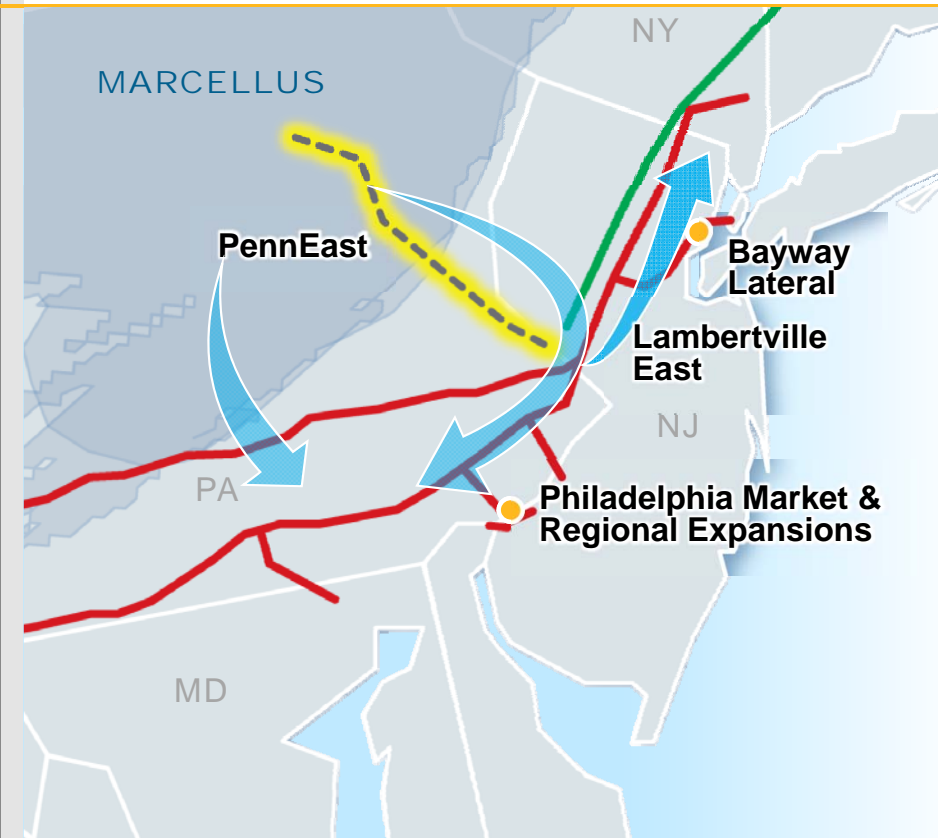 NY
MARCELLUS
PennEast
Bayway
Lateral
Lambertville
East
NJ
PA
Philadelphia Market &
Regional Expansions
MD